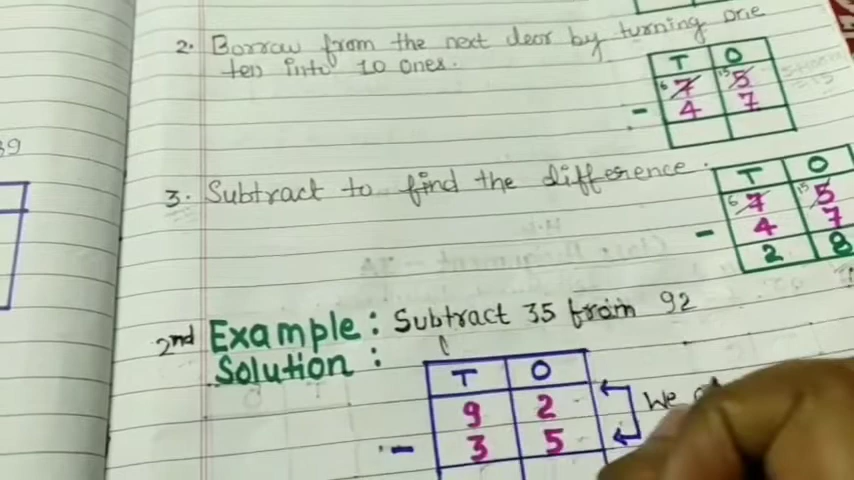 2. Borrow from the next door by turning one
ten into 10 ones.
T O
6 7 15 5
- 4 7
39
3. Subtract to find the difference.
T O
6 7 15 5
- 4 7
2 8
2nd Example: Subtract 35 from 92
Solution:
T O
9 2
- 3 5
We